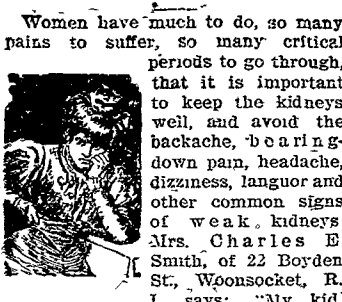 Women have much to do, so many
pains to suffer, so many critical
periods to go through,
that it is important
to keep the kidneys
well, and avoid the
backache, bearing-
down pain, headache,
dizziness, languor and
other common signs
of weak kidneys
Mrs. Charles E
Smith, of 22 Boyden
St., Woonsocket, R.
I. says: "My kid